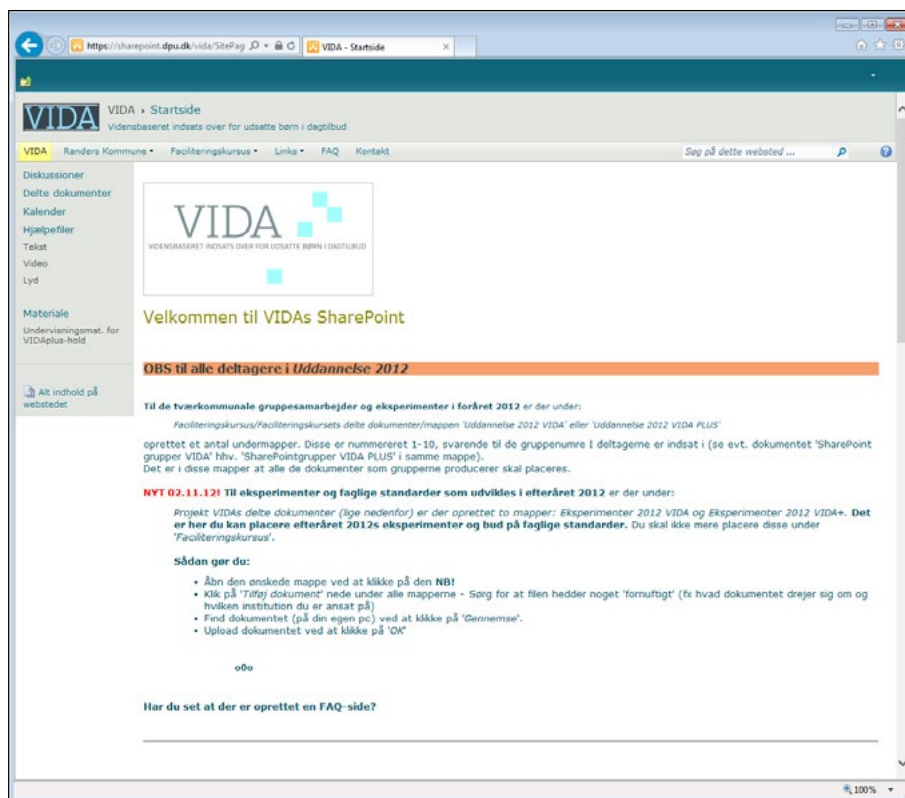 https://sharepoint.dpu.dk/vida/SitePag
VIDA - Startside
VIDA
VIDA › Startside
Vidensbaseret indsats over for udsatte børn i dagtilbud
VIDA Randers Kommune Faciliteringskursus Links FAQ Kontakt
Søg på dette websted ...
Diskussioner
Delte dokumenter
Kalender
Hjælpefiler
Tekst
Video
Lyd
Materiale
Undervisningsmat. for
VIDAplus-hold
Alt indhold på
webstedet
VIDA
VIDENSBASERET INDSATS OVER FOR UDSATTE BØRN I DAGTILBUD
Velkommen til VIDAs SharePoint
OBS til alle deltagere i Uddannelse 2012
Til de tværkommunale gruppesamarbejder og eksperimenter i foråret 2012 er der under:
Faciliteringskursus/Faciliteringskursets delte dokumenter/mappen 'Uddannelse 2012 VIDA' eller 'Uddannelse 2012 VIDA PLUS'
oprettet et antal undermapper. Disse er nummereret 1-10, svarende til de gruppenumre I deltagerne er indsat i (se evt. dokumentet 'SharePoint
grupper VIDA' hhv. 'SharePointgrupper VIDA PLUS' i samme mappe).
Det er i disse mapper at alle de dokumenter som grupperne producerer skal placeres.
NYT 02.11.12! Til eksperimenter og faglige standarder som udvikles i efteråret 2012 er der under:
Projekt VIDAs delte dokumenter (lige nedenfor) er der oprettet to mapper: Eksperimenter 2012 VIDA og Eksperimenter 2012 VIDA+. Det
er her du kan placere efteråret 2012s eksperimenter og bud på faglige standarder. Du skal ikke mere placere disse under
'Faciliteringskursus'.
Sådan gør du:
• Åbn den ønskede mappe ved at klikke på den NB!
• Klik på 'Tilføj dokument' nede under alle mapperne - Sørg for at filen hedder noget 'fornuftigt' (fx hvad dokumentet drejer sig om og
hvilken institution du er ansat på)
• Find dokumentet (på din egen pc) ved at klikke på 'Gennemse'.
• Upload dokumentet ved at klikke på 'OK'
o0o
Har du set at der er oprettet en FAQ-side?
100%